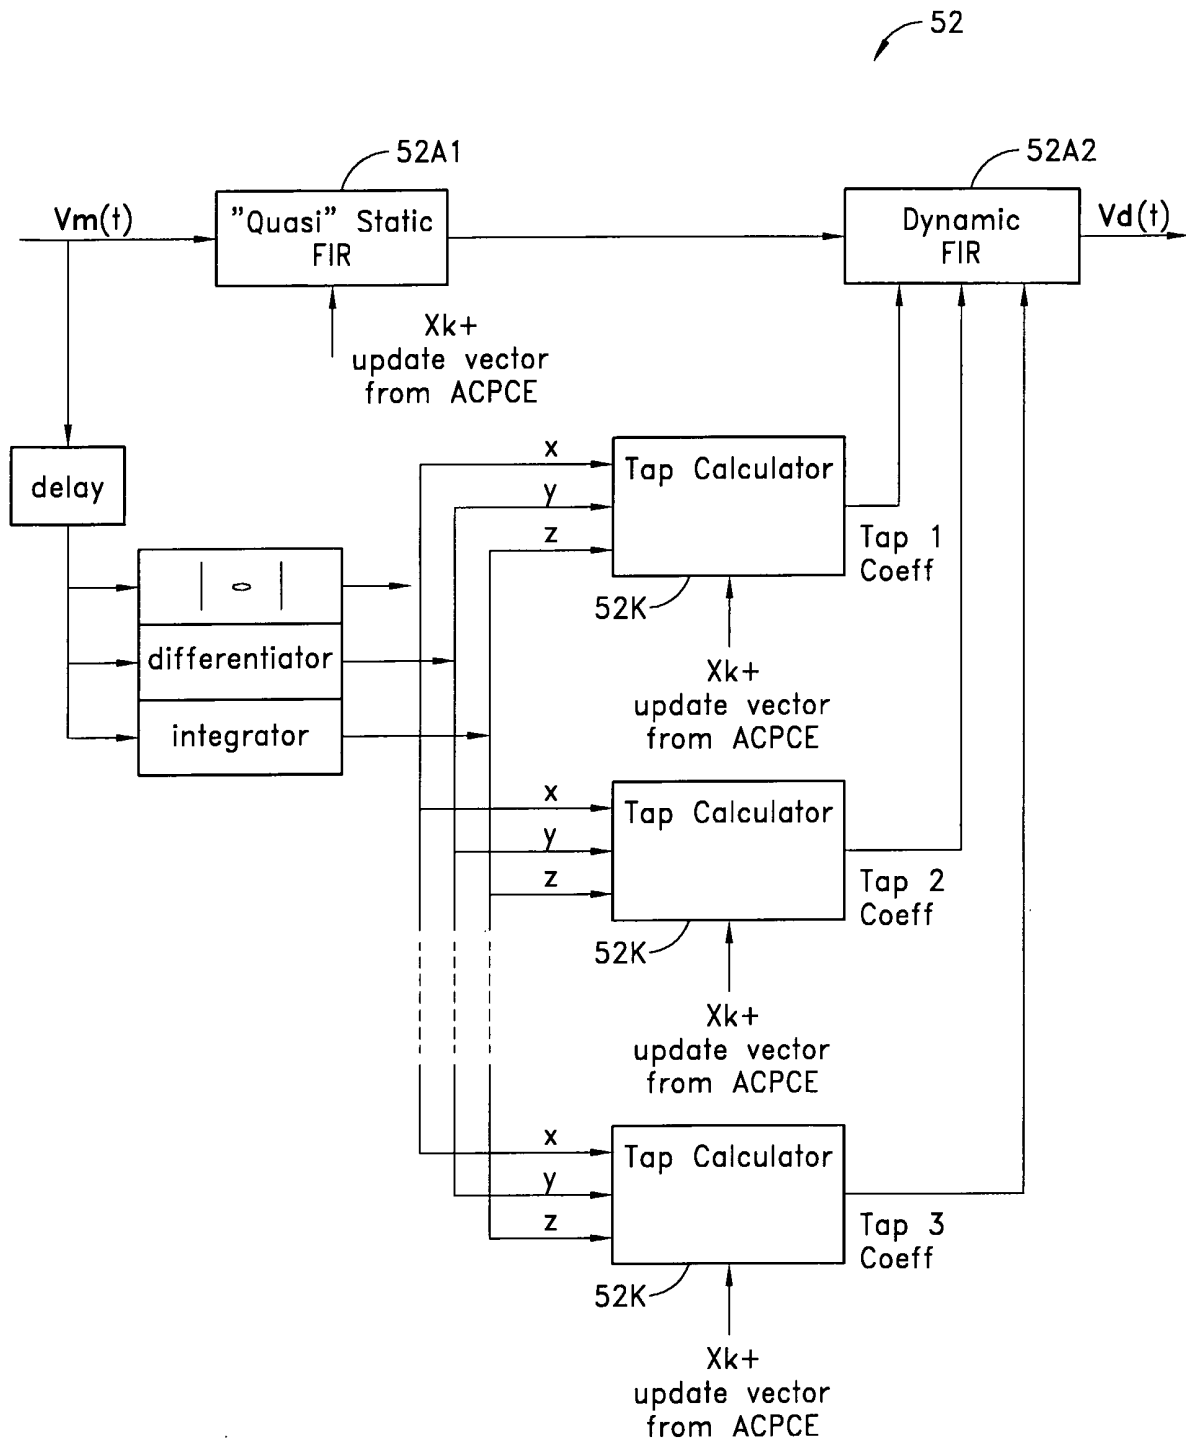 52
52A1
52A2
Vm(t)
"Quasi" Static
FIR
Dynamic
FIR
Vd(t)
Xk+
update vector
from ACPCE
delay
x
y
z
Tap Calculator
Tap 1
Coeff
52K
| o |
differentiator
integrator
Xk+
update vector
from ACPCE
x
y
z
Tap Calculator
Tap 2
Coeff
52K
Xk+
update vector
from ACPCE
x
y
z
Tap Calculator
Tap 3
Coeff
52K
Xk+
update vector
from ACPCE